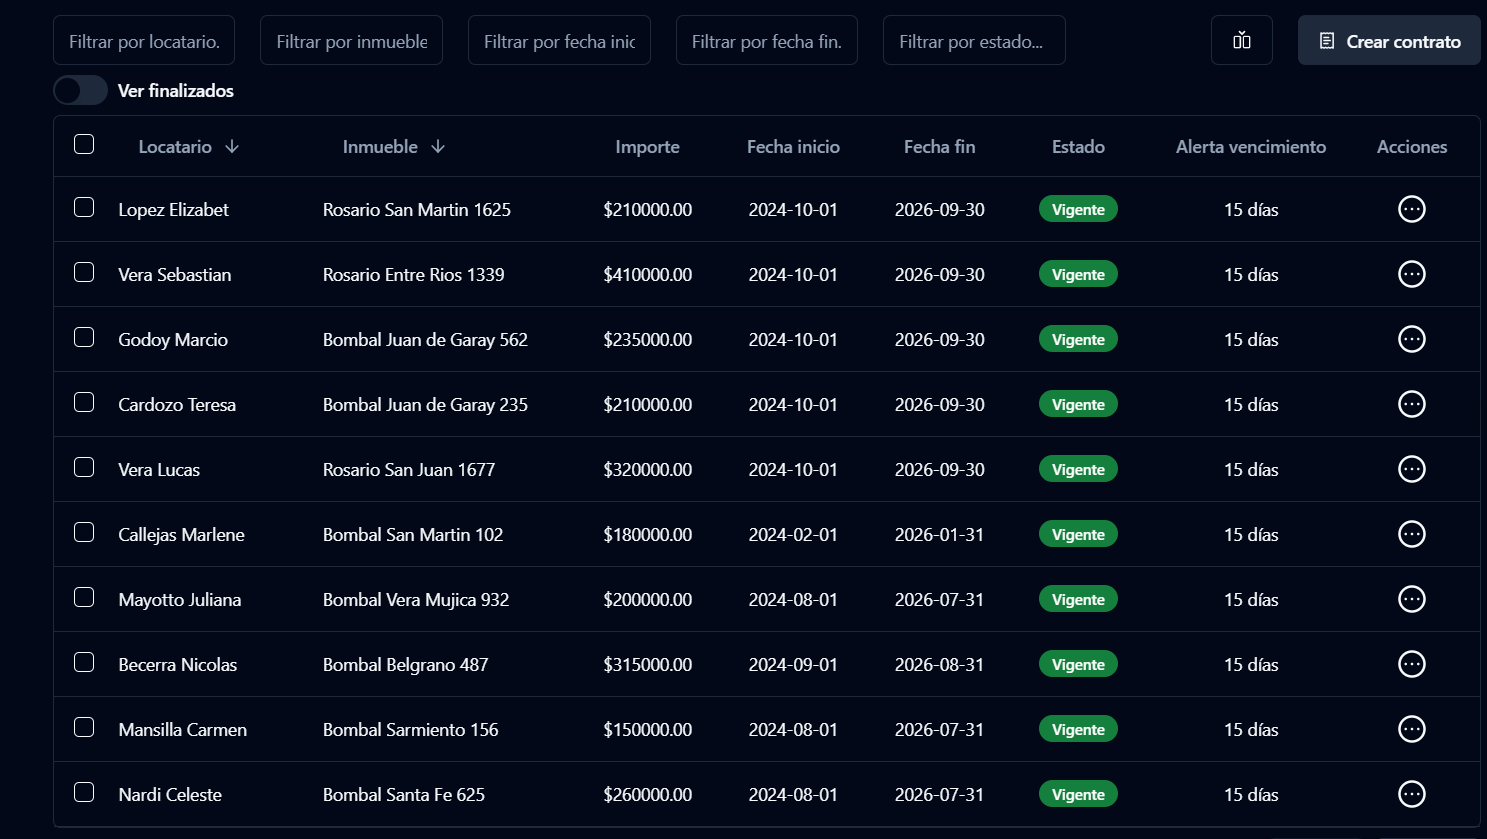 Filtrar por locatario. Filtrar por inmueble Filtrar por fecha inic Filtrar por fecha fin. Filtrar por estado... Crear contrato
Ver finalizados
Locatario Inmueble Importe Fecha inicio Fecha fin Estado Alerta vencimiento Acciones
Lopez Elizabet Rosario San Martin 1625 $210000.00 2024-10-01 2026-09-30 Vigente 15 días
Vera Sebastian Rosario Entre Rios 1339 $410000.00 2024-10-01 2026-09-30 Vigente 15 días
Godoy Marcio Bombal Juan de Garay 562 $235000.00 2024-10-01 2026-09-30 Vigente 15 días
Cardozo Teresa Bombal Juan de Garay 235 $210000.00 2024-10-01 2026-09-30 Vigente 15 días
Vera Lucas Rosario San Juan 1677 $320000.00 2024-10-01 2026-09-30 Vigente 15 días
Callejas Marlene Bombal San Martin 102 $180000.00 2024-02-01 2026-01-31 Vigente 15 días
Mayotto Juliana Bombal Vera Mujica 932 $200000.00 2024-08-01 2026-07-31 Vigente 15 días
Becerra Nicolas Bombal Belgrano 487 $315000.00 2024-09-01 2026-08-31 Vigente 15 días
Mansilla Carmen Bombal Sarmiento 156 $150000.00 2024-08-01 2026-07-31 Vigente 15 días
Nardi Celeste Bombal Santa Fe 625 $260000.00 2024-08-01 2026-07-31 Vigente 15 días